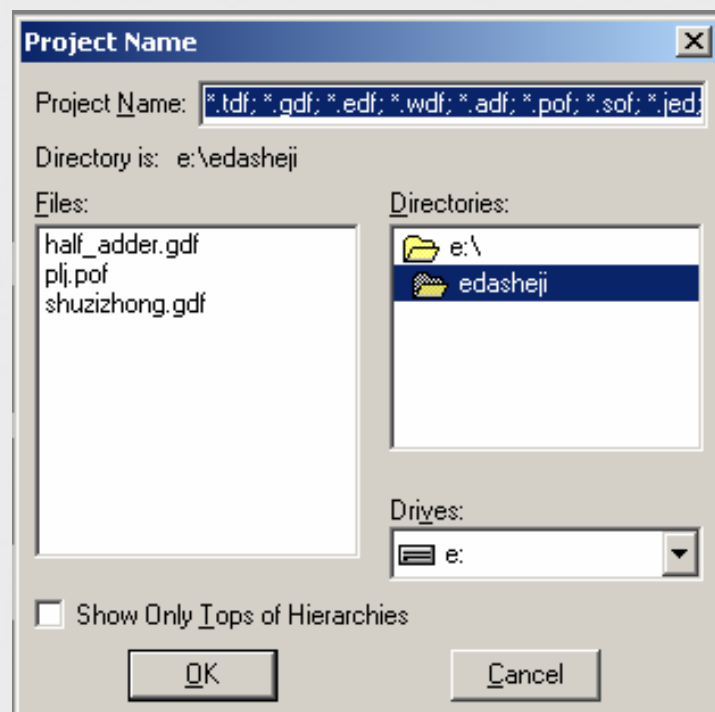 Project Name
Project Name: *.tdf; *.gdf; *.edf; *.wdf; *.adf; *.pof; *.sof; *.jed;
Directory is: e:\edasheji
Files:
half_adder.gdf
plj.pof
shuzizhong.gdf
Directories:
e:\
edasheji
Drives:
e:
Show Only Tops of Hierarchies
OK
Cancel